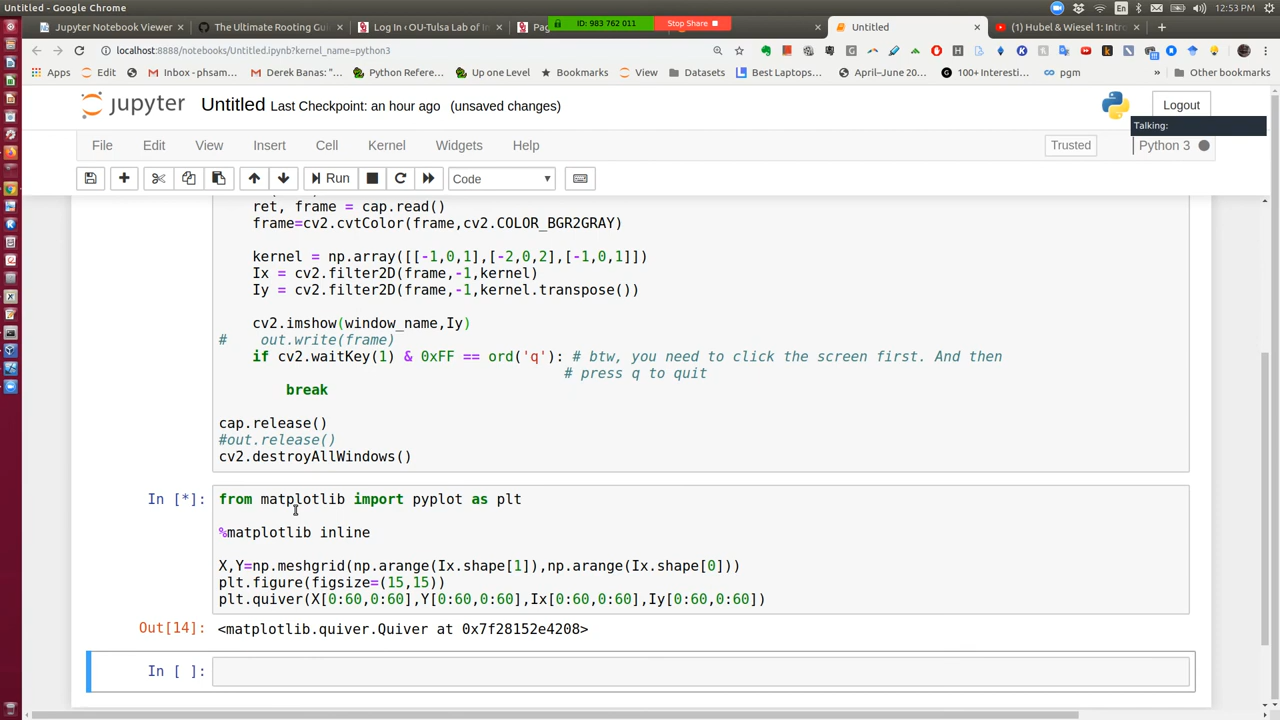 Untitled - Google Chrome
En
12:53 PM
Jupyter Notebook Viewer
The Ultimate Rooting Gui
Log In ‹ OU-Tulsa Lab of I
Pag
ID: 983 762 011
Stop Share
Untitled
(1) Hubel & Wiesel 1: Intro
localhost:8888/notebooks/Untitled.ipynb?kernel_name=python3
Apps
Edit
Inbox - phsam...
Derek Banas: "...
Python Refere...
Up one Level
Bookmarks
View
Datasets
Best Laptops...
April–June 20...
100+ Interesti...
pgm
»
Other bookmarks
jupyter
Untitled Last Checkpoint: an hour ago (unsaved changes)
Logout
Talking:
File Edit View Insert Cell Kernel Widgets Help
Trusted
Python 3
Run
Code
ret, frame = cap.read()
frame=cv2.cvtColor(frame,cv2.COLOR_BGR2GRAY)
kernel = np.array([[-1,0,1],[-2,0,2],[-1,0,1]])
Ix = cv2.filter2D(frame,-1,kernel)
Iy = cv2.filter2D(frame,-1,kernel.transpose())
cv2.imshow(window_name,Iy)
# out.write(frame)
if cv2.waitKey(1) & 0xFF == ord('q'): # btw, you need to click the screen first. And then
# press q to quit
break
cap.release()
#out.release()
cv2.destroyAllWindows()
In [*]:
from matplotlib import pyplot as plt
%matplotlib inline
X,Y=np.meshgrid(np.arange(Ix.shape[1]),np.arange(Ix.shape[0]))
plt.figure(figsize=(15,15))
plt.quiver(X[0:60,0:60],Y[0:60,0:60],Ix[0:60,0:60],Iy[0:60,0:60])
Out[14]: <matplotlib.quiver.Quiver at 0x7f28152e4208>
In [ ]: